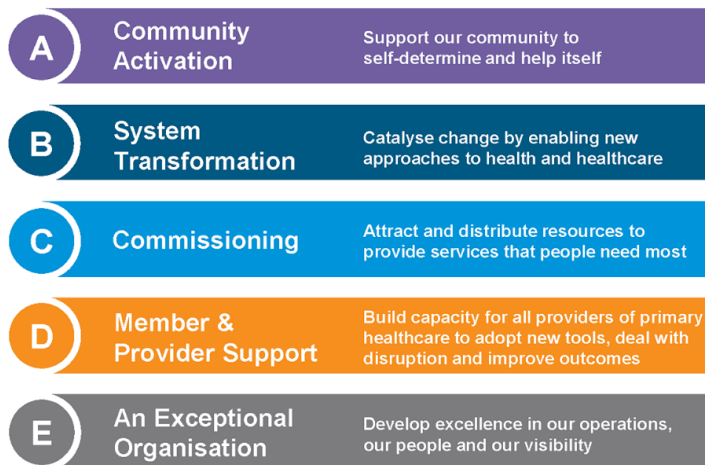 A
Community
Activation
Support our community to
self-determine and help itself
B
System
Transformation
Catalyse change by enabling new
approaches to health and healthcare
C
Commissioning
Attract and distribute resources to
provide services that people need most
D
Member &
Provider Support
Build capacity for all providers of primary
healthcare to adopt new tools, deal with
disruption and improve outcomes
E
An Exceptional
Organisation
Develop excellence in our operations,
our people and our visibility